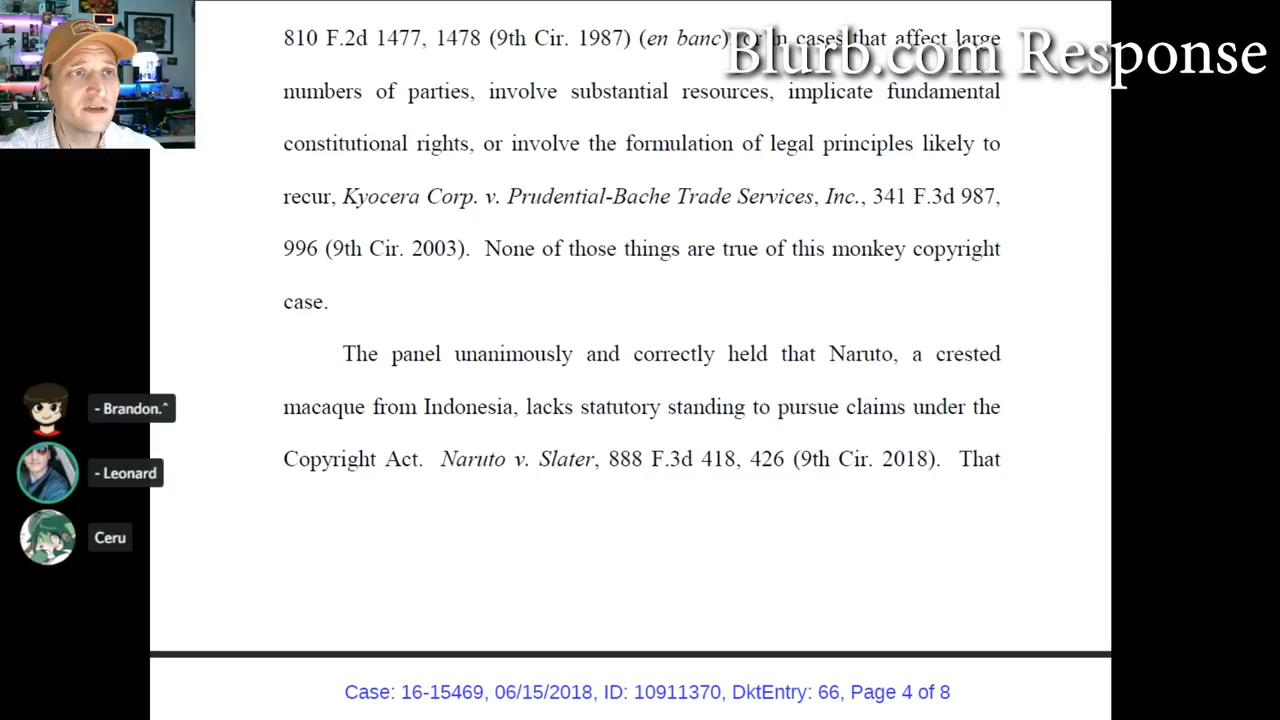 810 F.2d 1477, 1478 (9th Cir. 1987) (en banc), or in cases that affect large
Blurb.com Response
numbers of parties, involve substantial resources, implicate fundamental
constitutional rights, or involve the formulation of legal principles likely to
recur, Kyocera Corp. v. Prudential-Bache Trade Services, Inc., 341 F.3d 987,
996 (9th Cir. 2003). None of those things are true of this monkey copyright
case.
The panel unanimously and correctly held that Naruto, a crested
macaque from Indonesia, lacks statutory standing to pursue claims under the
Copyright Act. Naruto v. Slater, 888 F.3d 418, 426 (9th Cir. 2018). That
- Brandon.^
- Leonard
Ceru
Case: 16-15469, 06/15/2018, ID: 10911370, DktEntry: 66, Page 4 of 8